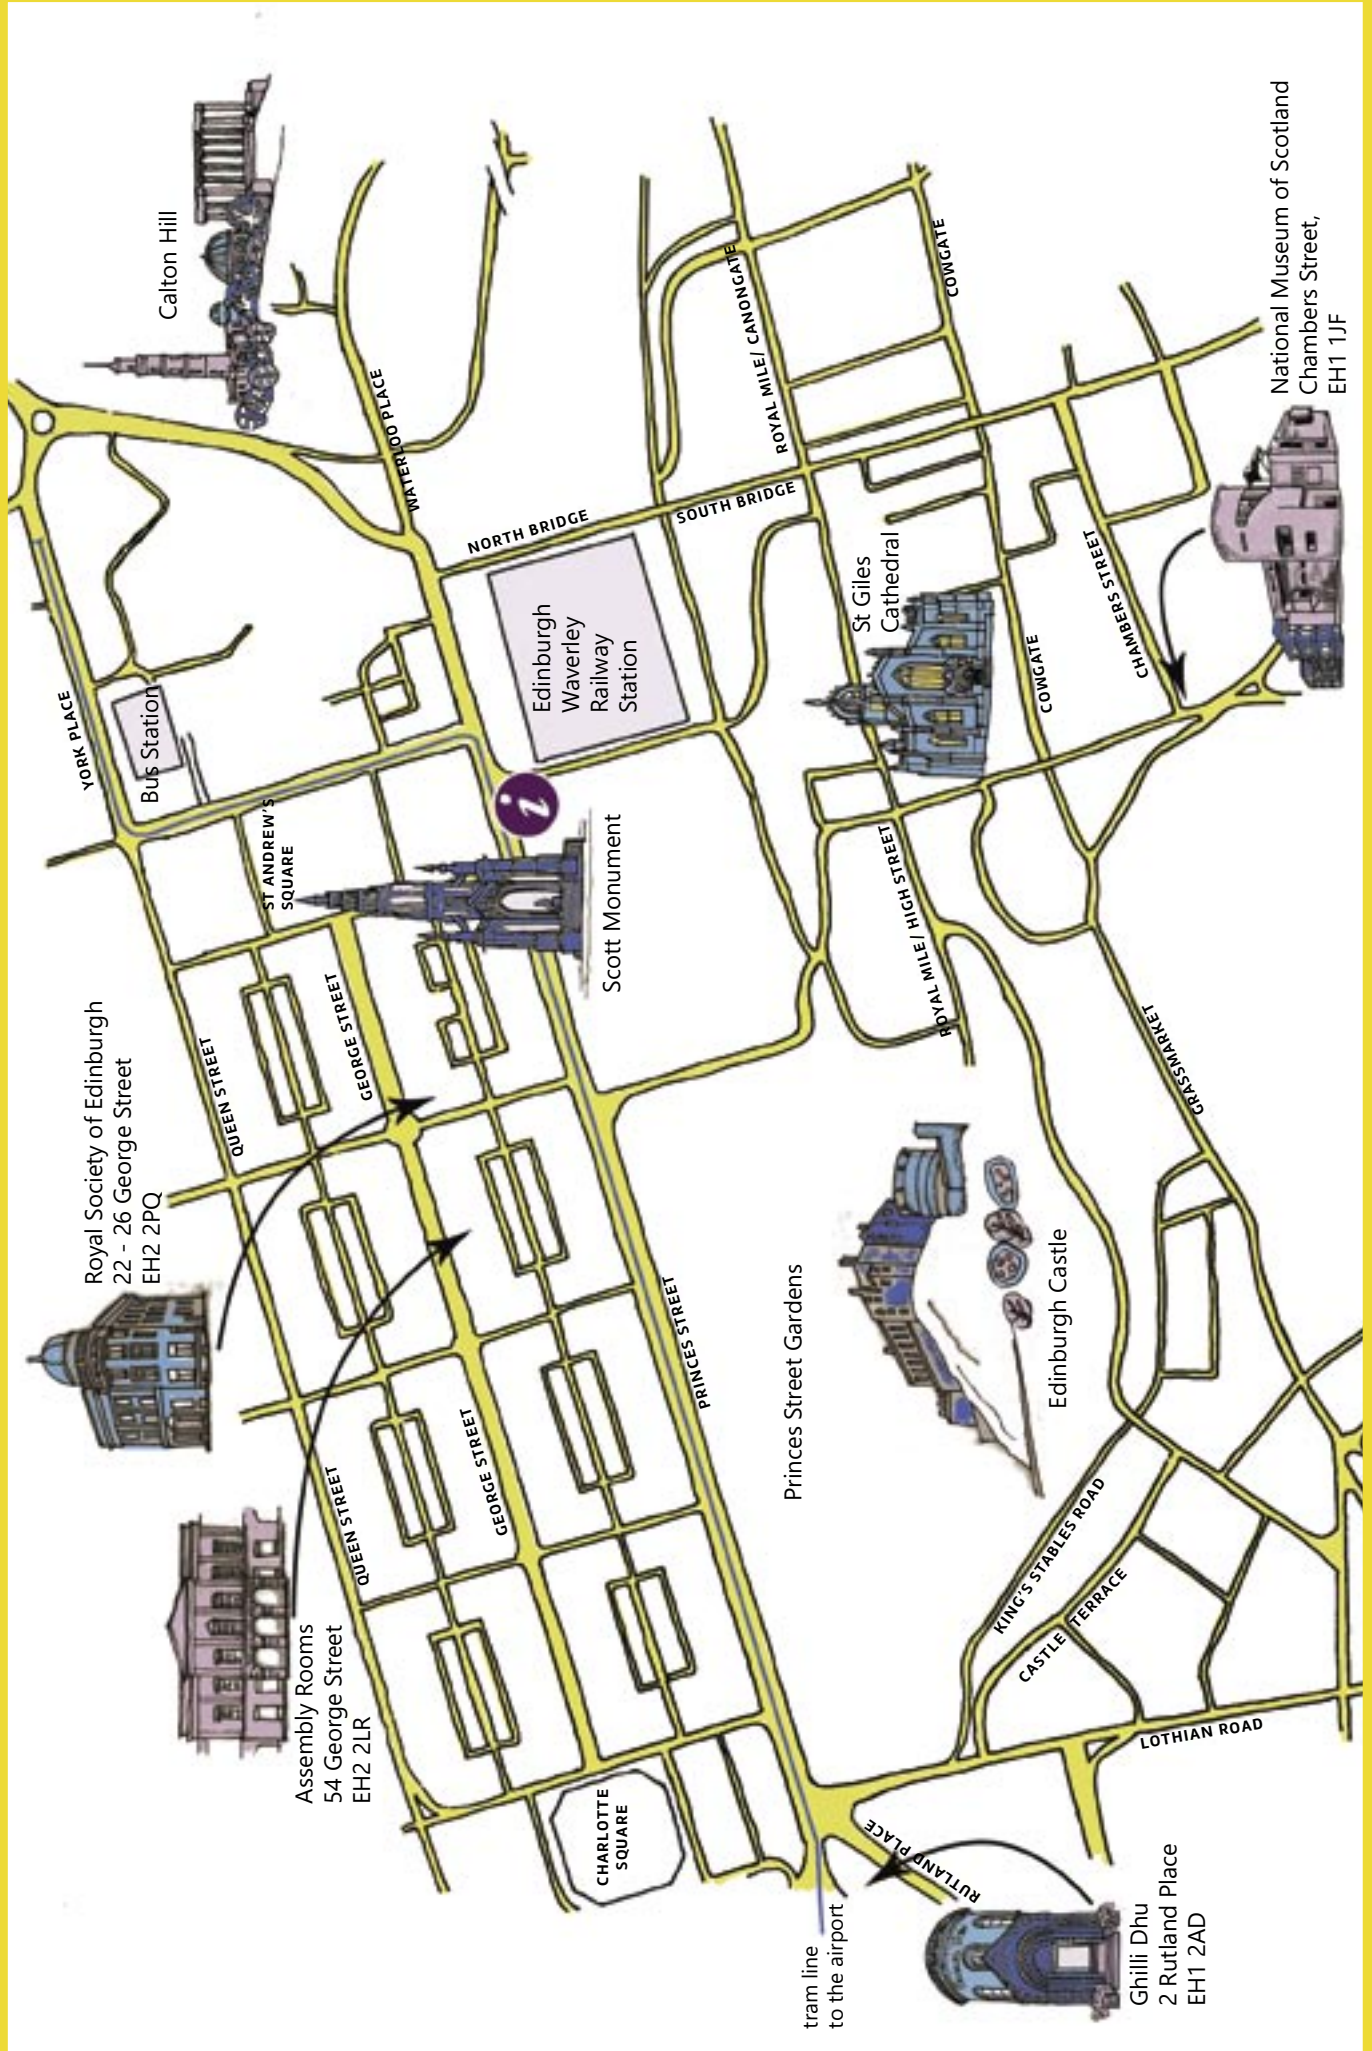 Calton Hill
YORK PLACE
Bus Station
WATERLOO PLACE
NORTH BRIDGE
SOUTH BRIDGE
ROYAL MILE/ CANONGATE
COWGATE
National Museum of Scotland
Chambers Street,
EH1 1JF
Edinburgh
Waverley
Railway
Station
St Giles
Cathedral
CHAMBERS STREET
COWGATE
ST ANDREW'S
SQUARE
i
Scott Monument
ROYAL MILE/ HIGH STREET
Royal Society of Edinburgh
22 - 26 George Street
EH2 2PQ
QUEEN STREET
GEORGE STREET
GRASSMARKET
PRINCES STREET
Princes Street Gardens
Edinburgh Castle
Assembly Rooms
54 George Street
EH2 2LR
QUEEN STREET
GEORGE STREET
KING'S STABLES ROAD
CASTLE TERRACE
LOTHIAN ROAD
CHARLOTTE
SQUARE
RUTLAND PLACE
tram line
to the airport
Ghilli Dhu
2 Rutland Place
EH1 2AD